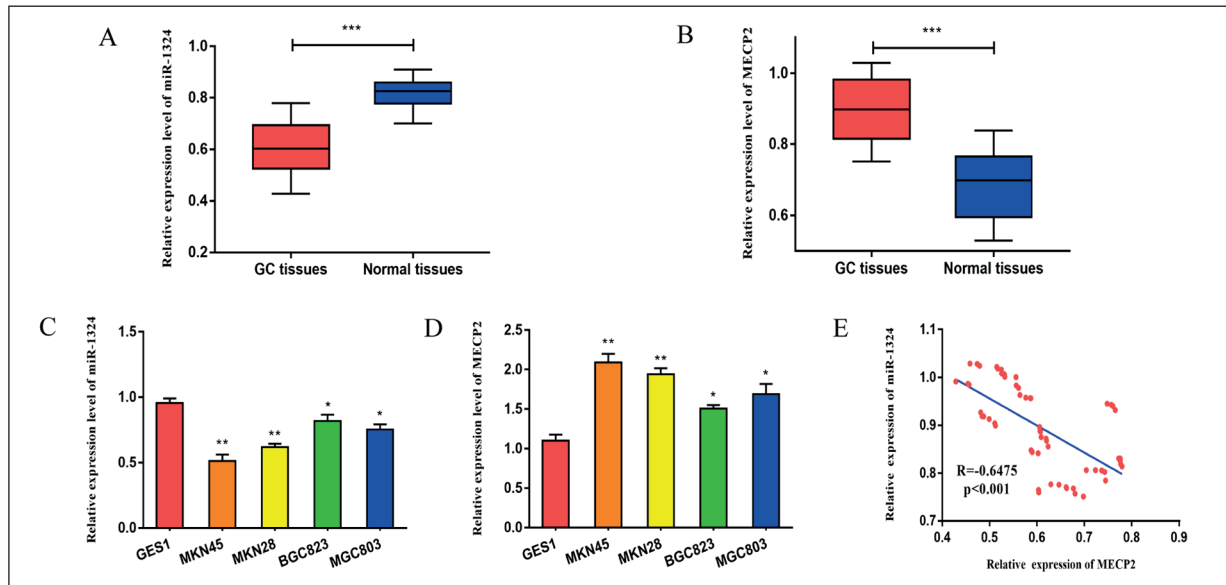 A
Relative expression level of miR-1324
1.0
0.8
0.6
0.4
0.2
***
GC tissues
Normal tissues
B
Relative expression level of MECP2
1.0
0.8
0.6
***
GC tissues
Normal tissues
C
Relative expression level of miR-1324
1.5
1.0
0.5
0.0
**
**
*
*
GES1
MKN45
MKN28
BGC823
MGC803
D
Relative expression level of MECP2
2.5
2.0
1.5
1.0
0.5
0.0
**
**
*
*
GES1
MKN45
MKN28
BGC823
MGC803
E
Relative expression of miR-1324
1.1
1.0
0.9
0.8
0.7
R=-0.6475
p<0.001
0.4 0.5 0.6 0.7 0.8 0.9
Relative expression of MECP2